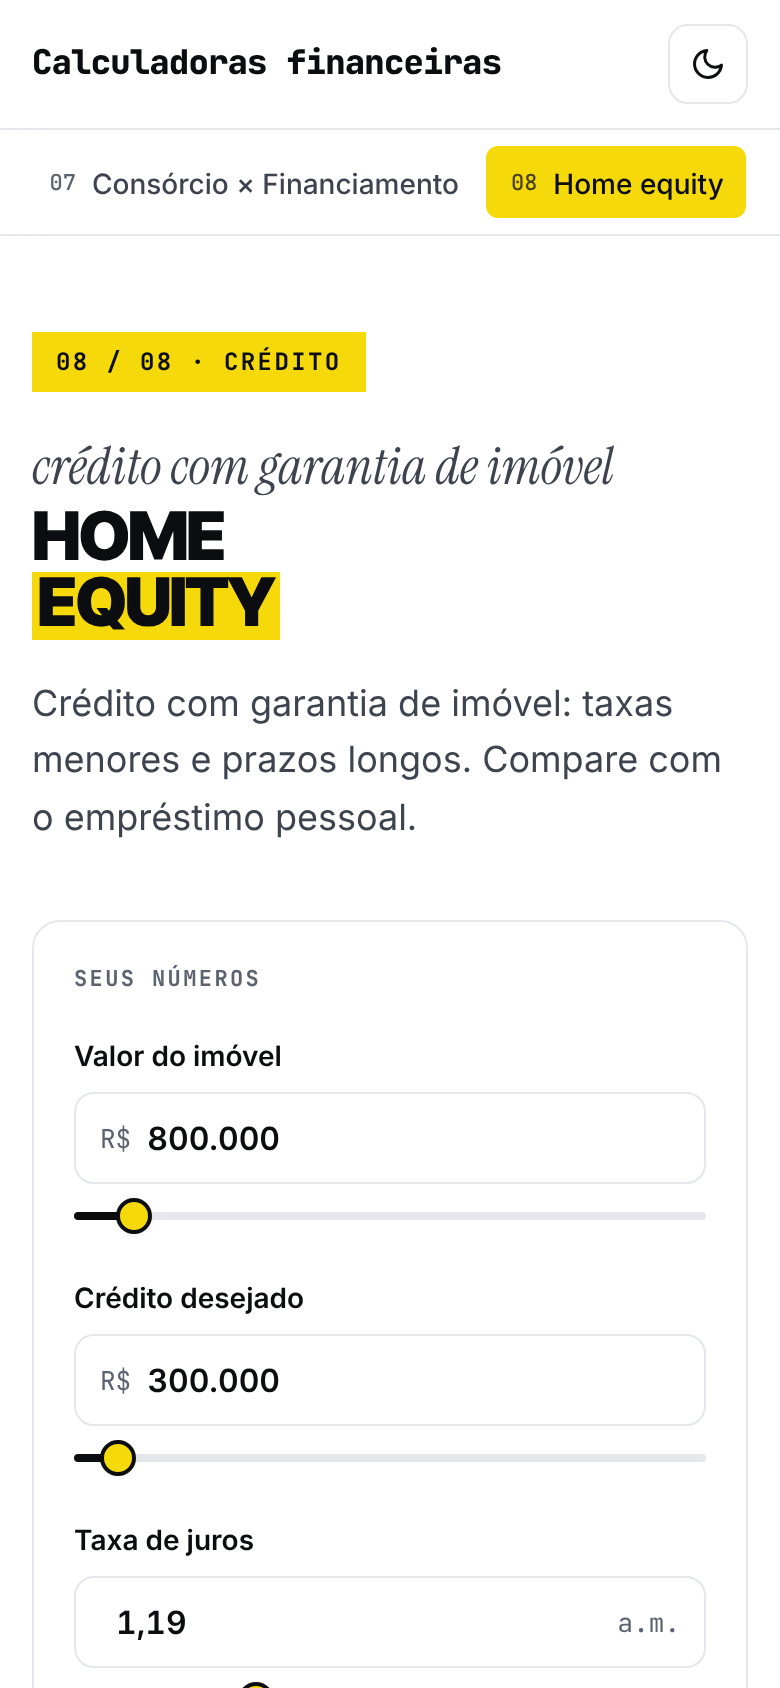 Calculadoras financeiras
07 Consórcio × Financiamento
08 Home equity
08 / 08 · CRÉDITO
crédito com garantia de imóvel
HOME
EQUITY
Crédito com garantia de imóvel: taxas
menores e prazos longos. Compare com
o empréstimo pessoal.
SEUS NÚMEROS
Valor do imóvel
R$ 800.000
Crédito desejado
R$ 300.000
Taxa de juros
1,19 a.m.